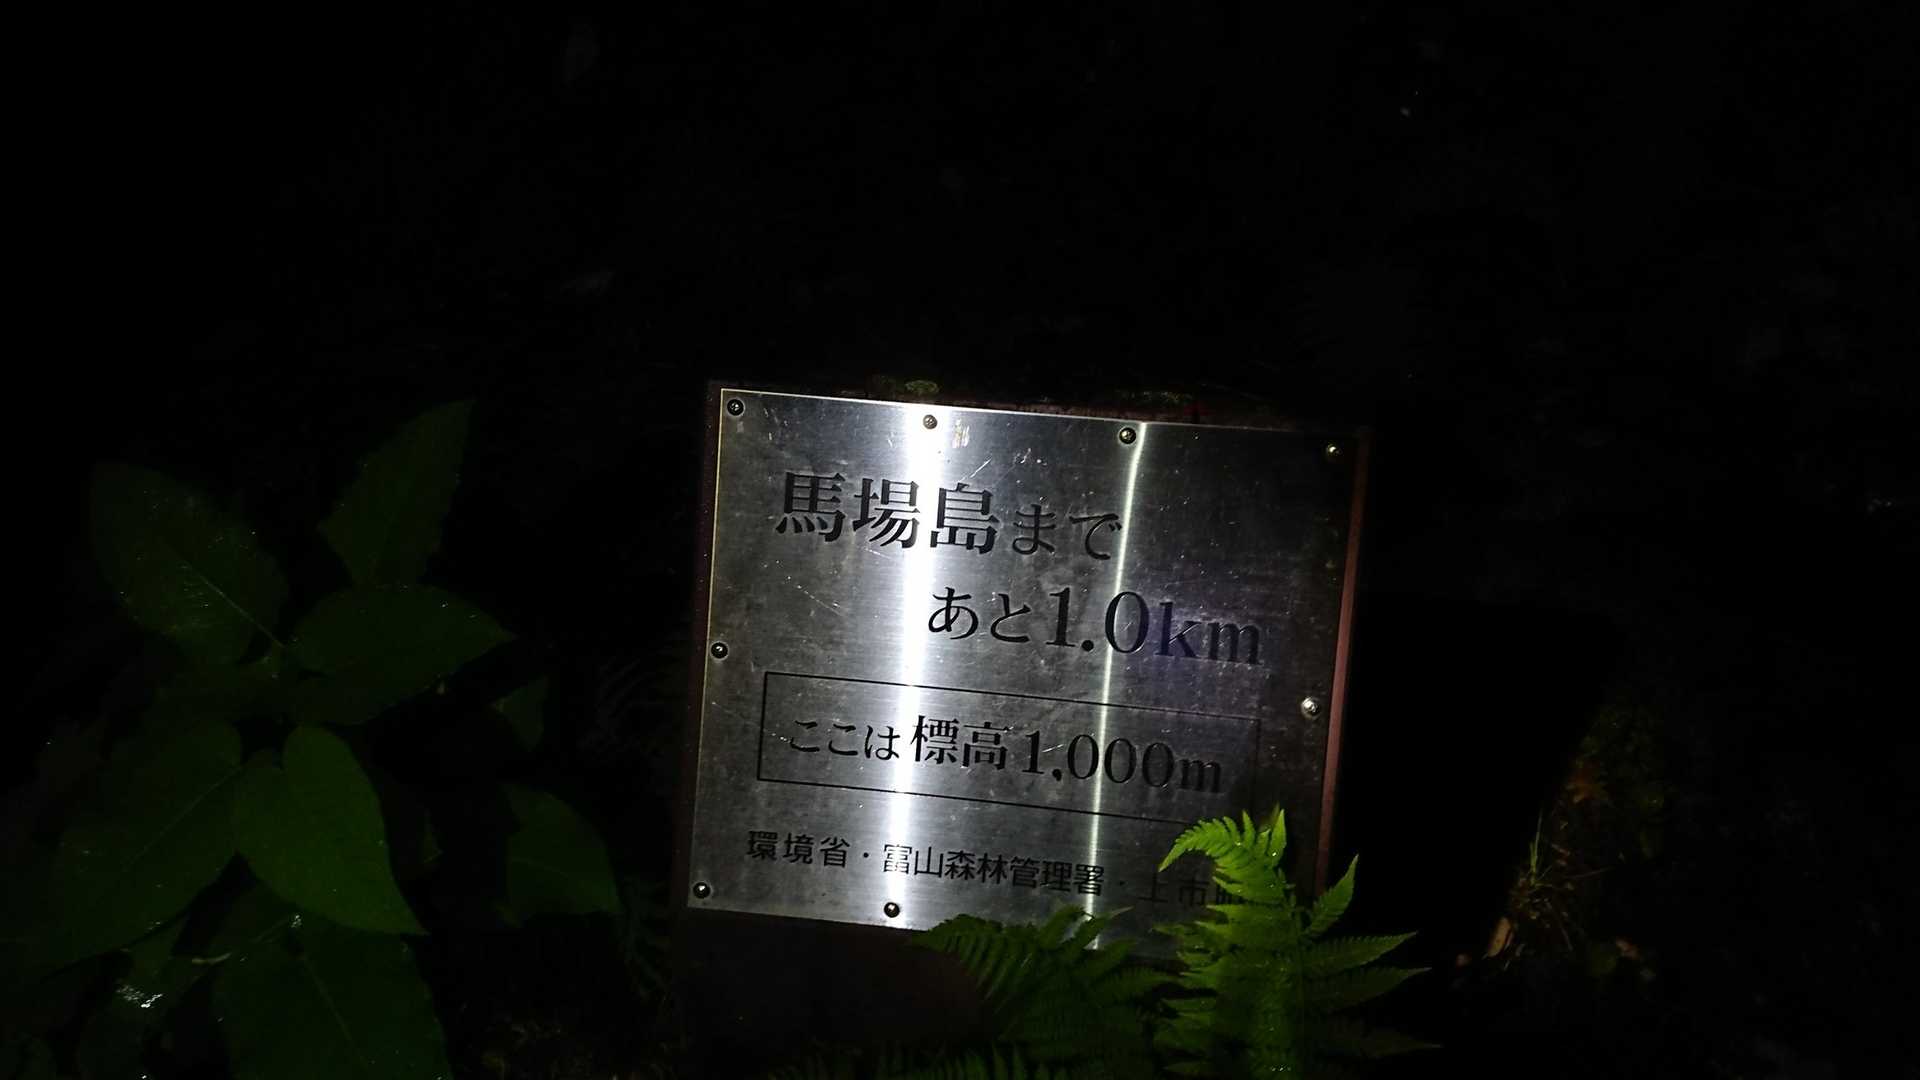 馬場島まで
あと1.0km
ここは標高1,000m
環境省・富山森林管理署・上市町